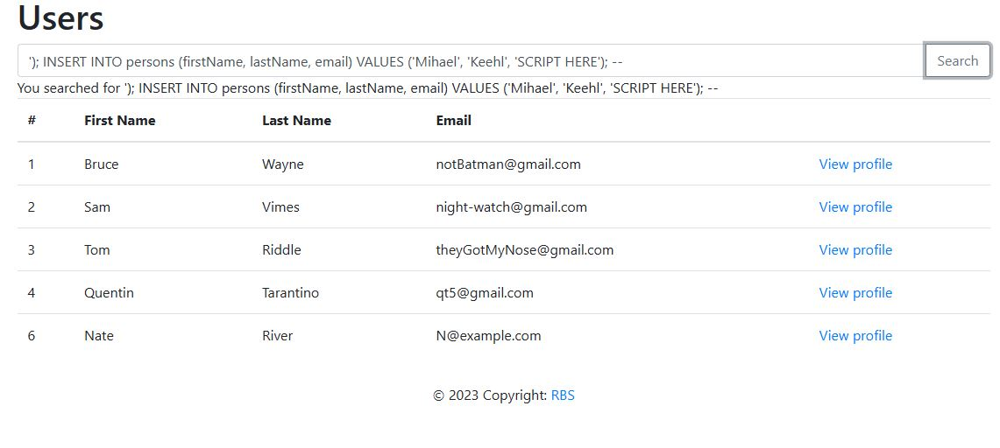 Users
'); INSERT INTO persons (firstName, lastName, email) VALUES ('Mihael', 'Keehl', 'SCRIPT HERE'); -- Search
You searched for '); INSERT INTO persons (firstName, lastName, email) VALUES ('Mihael', 'Keehl', 'SCRIPT HERE'); --
# First Name Last Name Email
1 Bruce Wayne notBatman@gmail.com View profile
2 Sam Vimes night-watch@gmail.com View profile
3 Tom Riddle theyGotMyNose@gmail.com View profile
4 Quentin Tarantino qt5@gmail.com View profile
6 Nate River N@example.com View profile
© 2023 Copyright: RBS